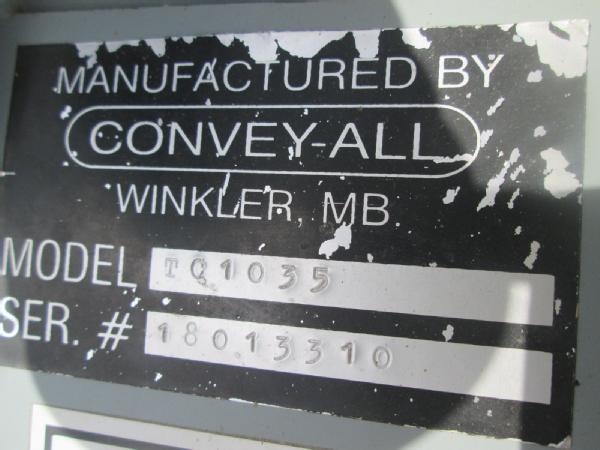 MANUFACTURED BY
CONVEY-ALL
WINKLER, MB
MODEL TC1035
SER. # 18013310